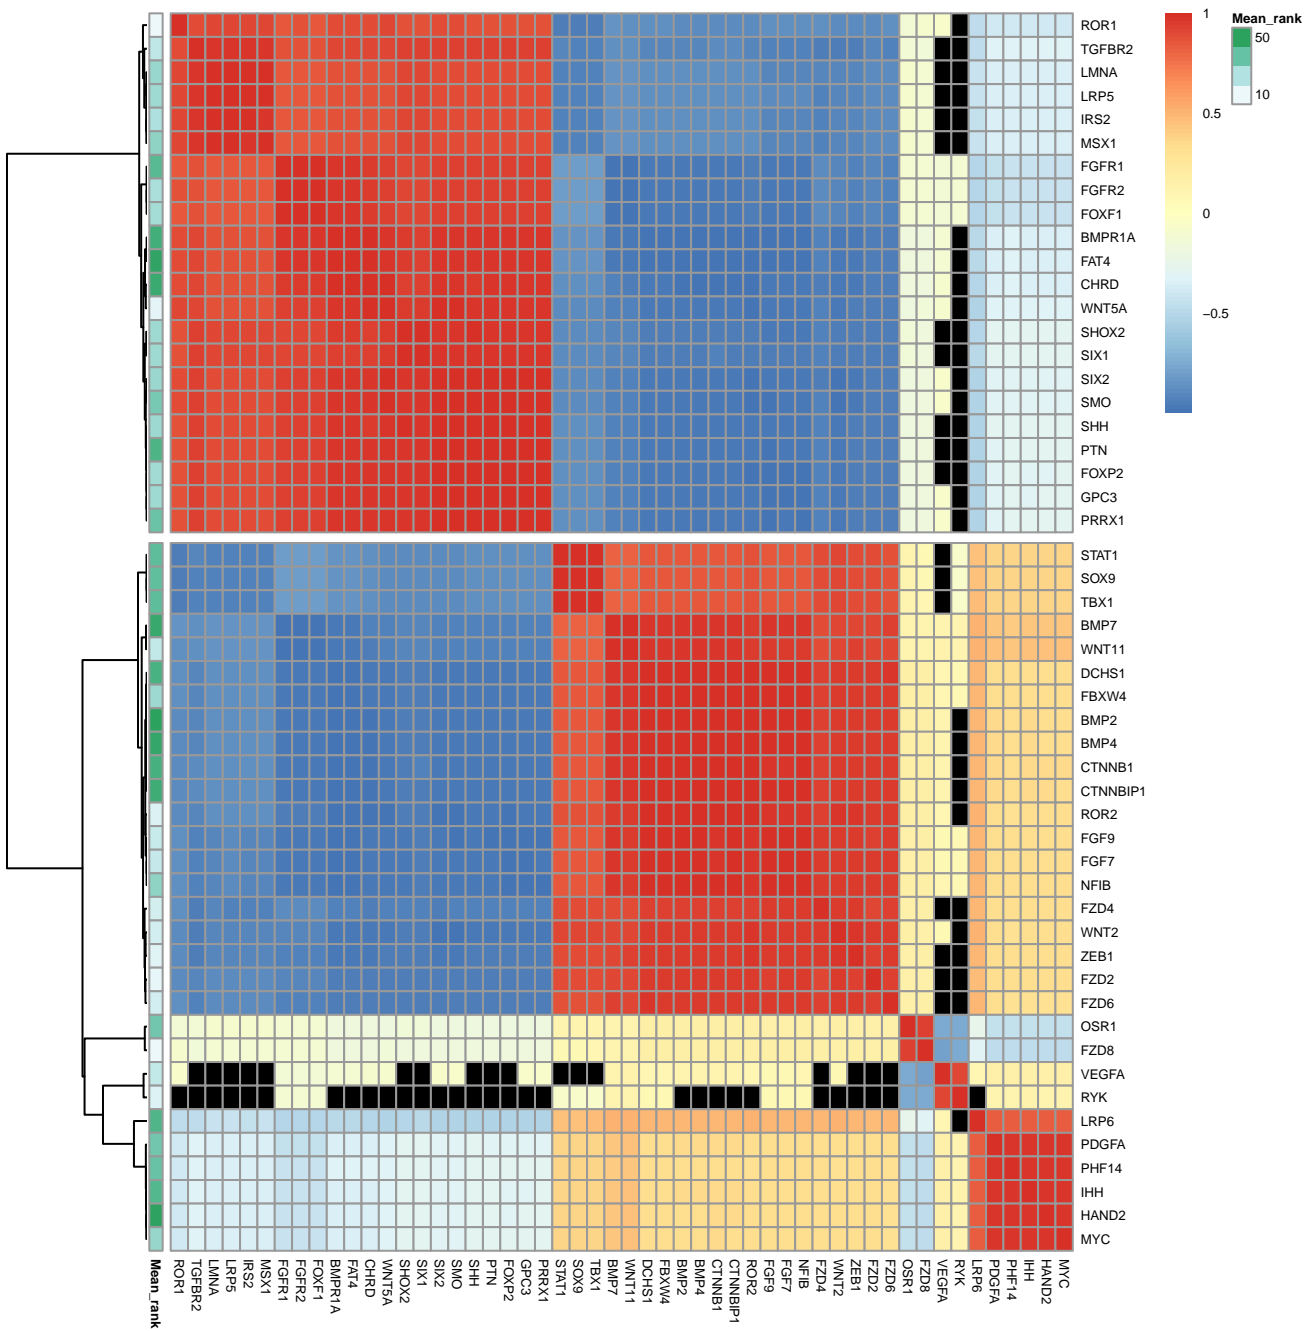 1
0.5
0
−0.5
Mean_rank
50
10
ROR1
TGFBR2
LMNA
LRP5
IRS2
MSX1
FGFR1
FGFR2
FOXF1
BMPR1A
FAT4
CHRD
WNT5A
SHOX2
SIX1
SIX2
SMO
SHH
PTN
FOXP2
GPC3
PRRX1
STAT1
SOX9
TBX1
BMP7
WNT11
DCHS1
FBXW4
BMP2
BMP4
CTNNB1
CTNNBIP1
ROR2
FGF9
FGF7
NFIB
FZD4
WNT2
ZEB1
FZD2
FZD6
OSR1
FZD8
VEGFA
RYK
LRP6
PDGFA
PHF14
IHH
HAND2
MYC
Mean_rank
ROR1
TGFBR2
LMNA
LRP5
IRS2
MSX1
FGFR1
FGFR2
FOXF1
BMPR1A
FAT4
CHRD
WNT5A
SHOX2
SIX1
SIX2
SMO
SHH
PTN
FOXP2
GPC3
PRRX1
STAT1
SOX9
TBX1
BMP7
WNT11
DCHS1
FBXW4
BMP2
BMP4
CTNNB1
CTNNBIP1
ROR2
FGF9
FGF7
NFIB
FZD4
WNT2
ZEB1
FZD2
FZD6
OSR1
FZD8
VEGFA
RYK
LRP6
PDGFA
PHF14
IHH
HAND2
MYC